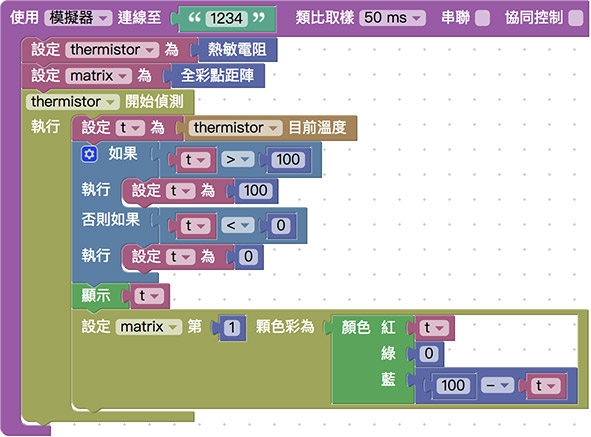 使用 模擬器 連線至 “ 1234 ” 類比取樣 50 ms 串聯 協同控制
設定 thermistor 為 熱敏電阻
設定 matrix 為 全彩點距陣
thermistor 開始偵測
執行 設定 t 為 thermistor 目前溫度
如果 t > 100
執行 設定 t 為 100
否則如果 t < 0
執行 設定 t 為 0
顯示 t
設定 matrix 第 1 顆色彩為 顏色 紅 t
綠 0
藍 100 - t